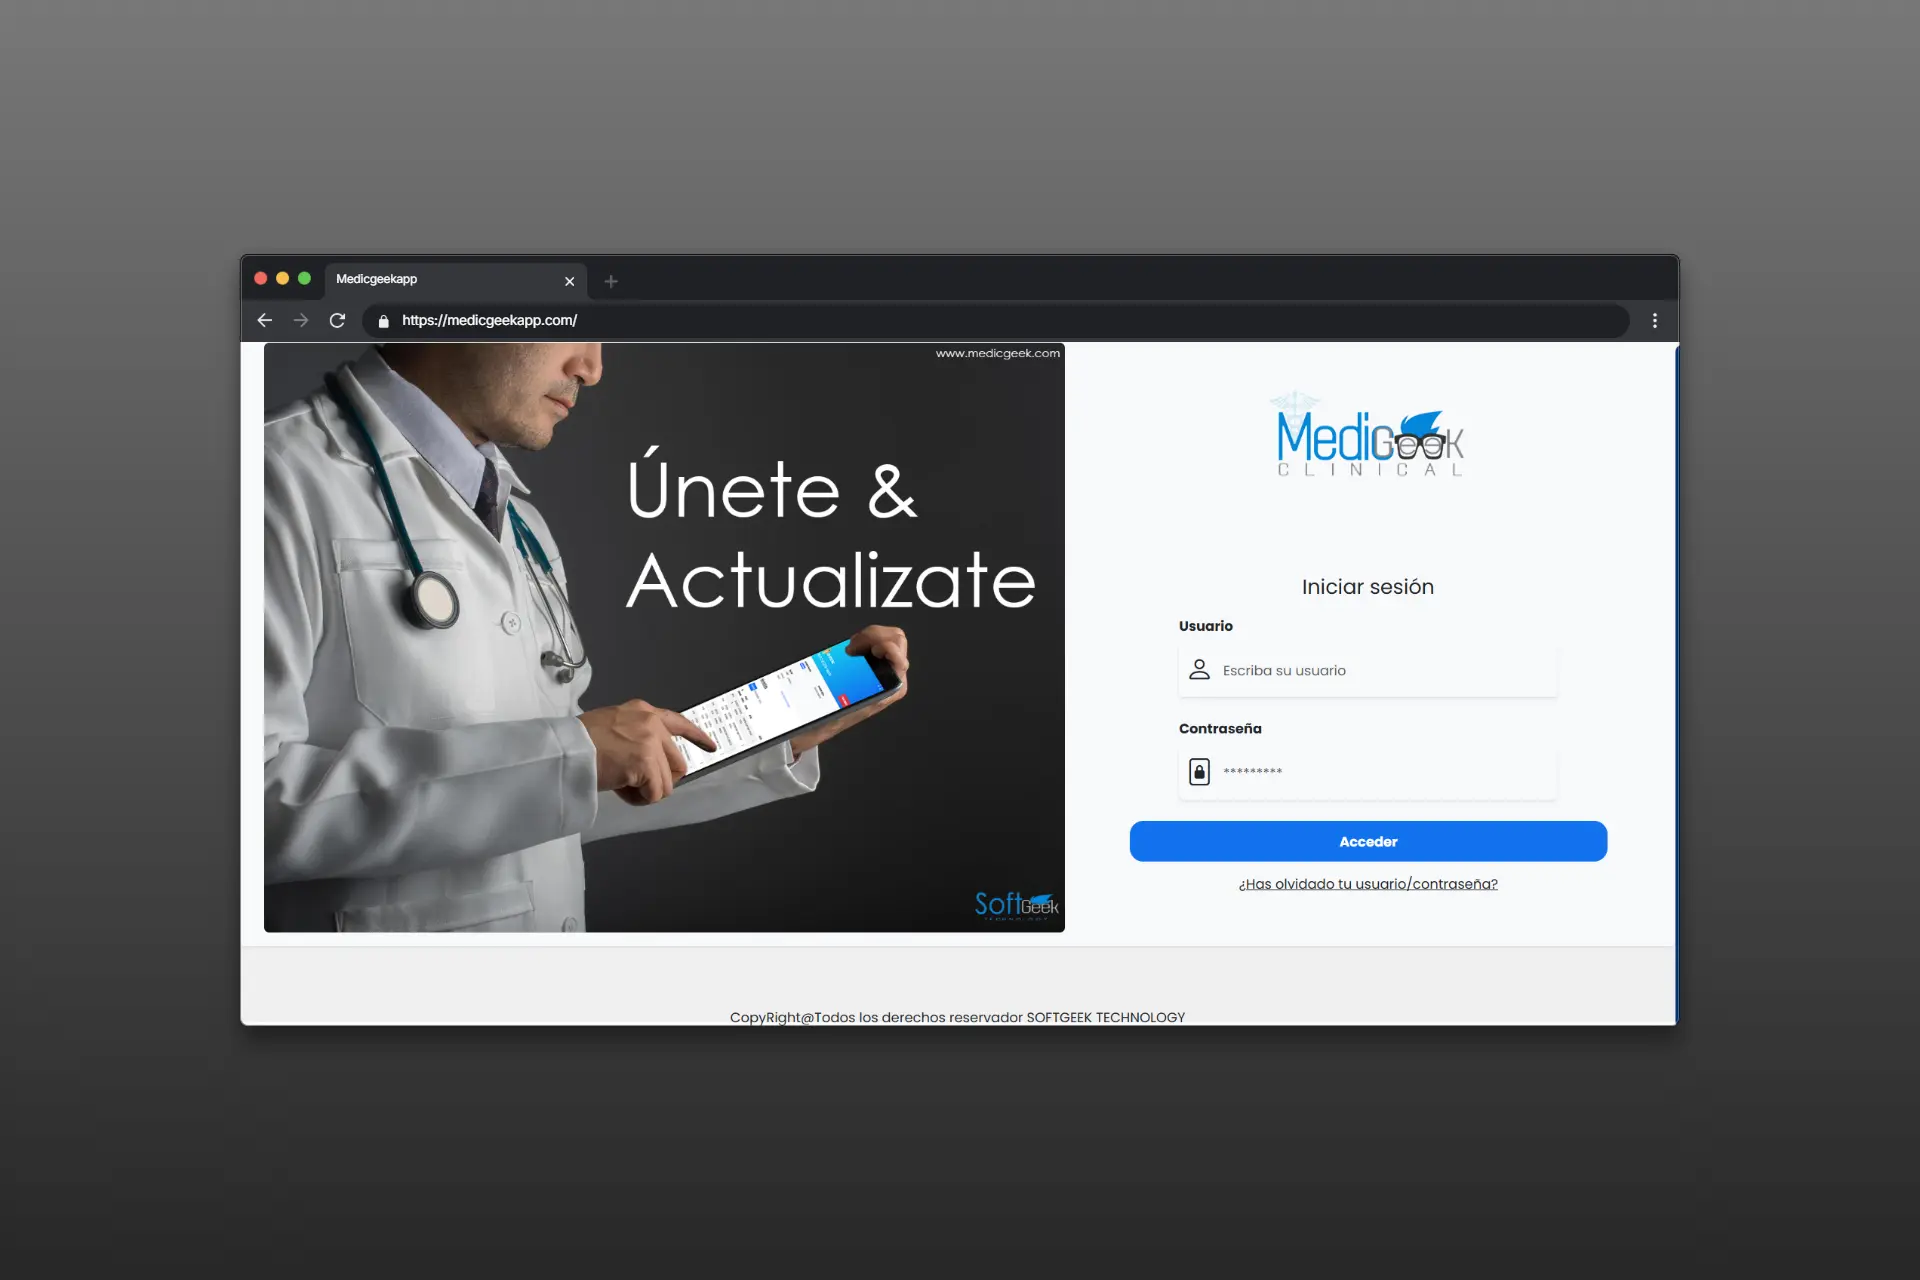 Medicgeekapp
https://medicgeekapp.com/
www.medicgeek.com
Únete &
Actualizate
SoftGeek
MediGeek
CLINICAL
Iniciar sesión
Usuario
Escriba su usuario
Contraseña
*********
Acceder
¿Has olvidado tu usuario/contraseña?
CopyRight@Todos los derechos reservador SOFTGEEK TECHNOLOGY